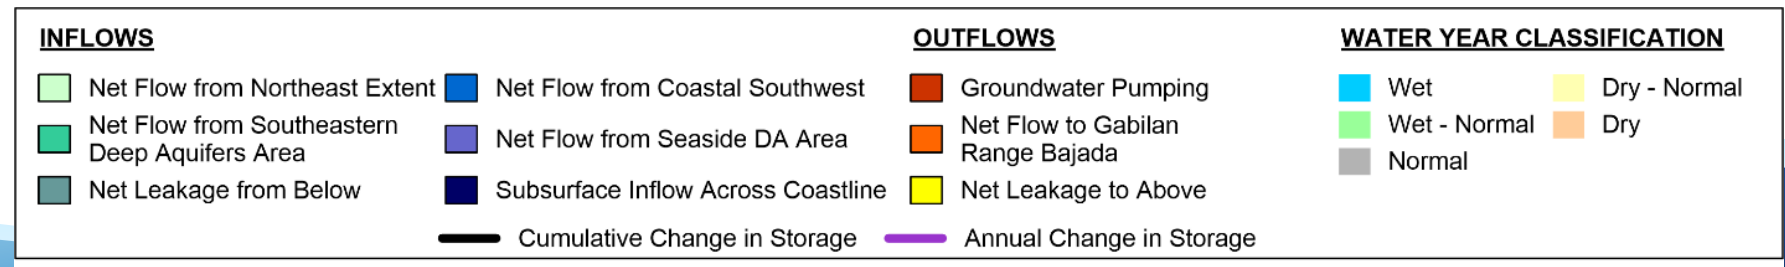 INFLOWS
Net Flow from Northeast Extent
Net Flow from Southeastern
Deep Aquifers Area
Net Leakage from Below
Net Flow from Coastal Southwest
Net Flow from Seaside DA Area
Subsurface Inflow Across Coastline
OUTFLOWS
Groundwater Pumping
Net Flow to Gabilan
Range Bajada
Net Leakage to Above
WATER YEAR CLASSIFICATION
Wet
Wet - Normal
Normal
Dry - Normal
Dry
Cumulative Change in Storage
Annual Change in Storage